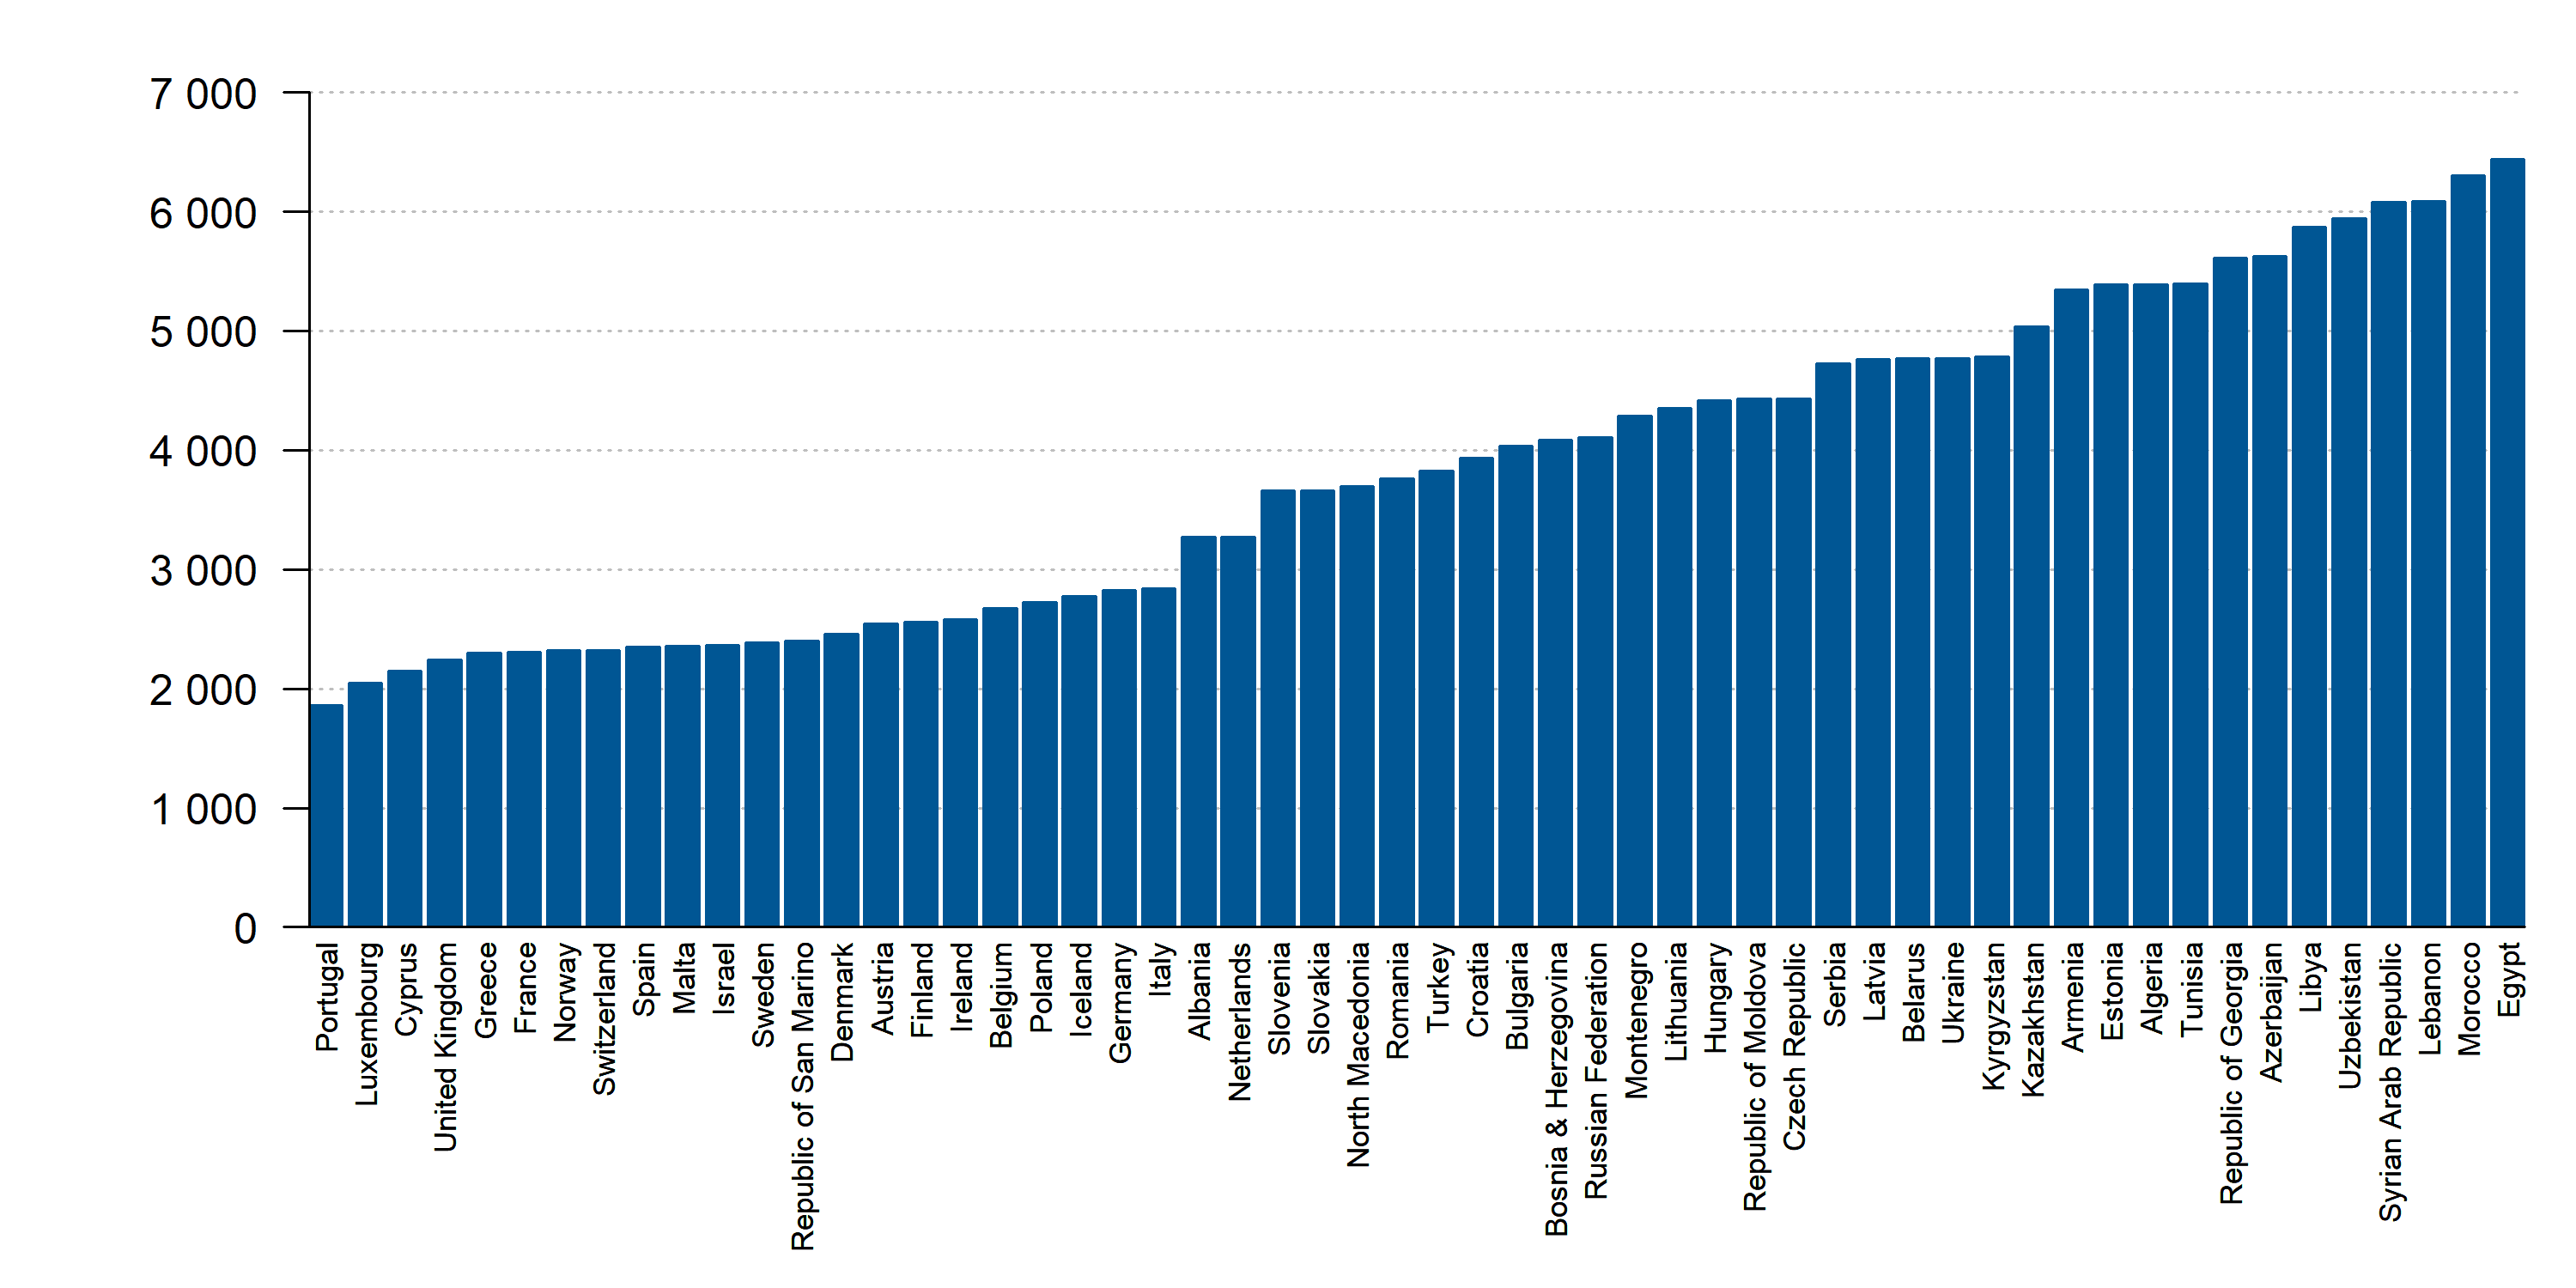 7 000
6 000
5 000
4 000
3 000
2 000
1 000
0
Portugal
Luxembourg
Cyprus
United Kingdom
Greece
France
Norway
Switzerland
Spain
Malta
Israel
Sweden
Republic of San Marino
Denmark
Austria
Finland
Ireland
Belgium
Poland
Iceland
Germany
Italy
Albania
Netherlands
Slovenia
Slovakia
North Macedonia
Romania
Turkey
Croatia
Bulgaria
Bosnia & Herzegovina
Russian Federation
Montenegro
Lithuania
Hungary
Republic of Moldova
Czech Republic
Serbia
Latvia
Belarus
Ukraine
Kyrgyzstan
Kazakhstan
Armenia
Estonia
Algeria
Tunisia
Republic of Georgia
Azerbaijan
Libya
Uzbekistan
Syrian Arab Republic
Lebanon
Morocco
Egypt